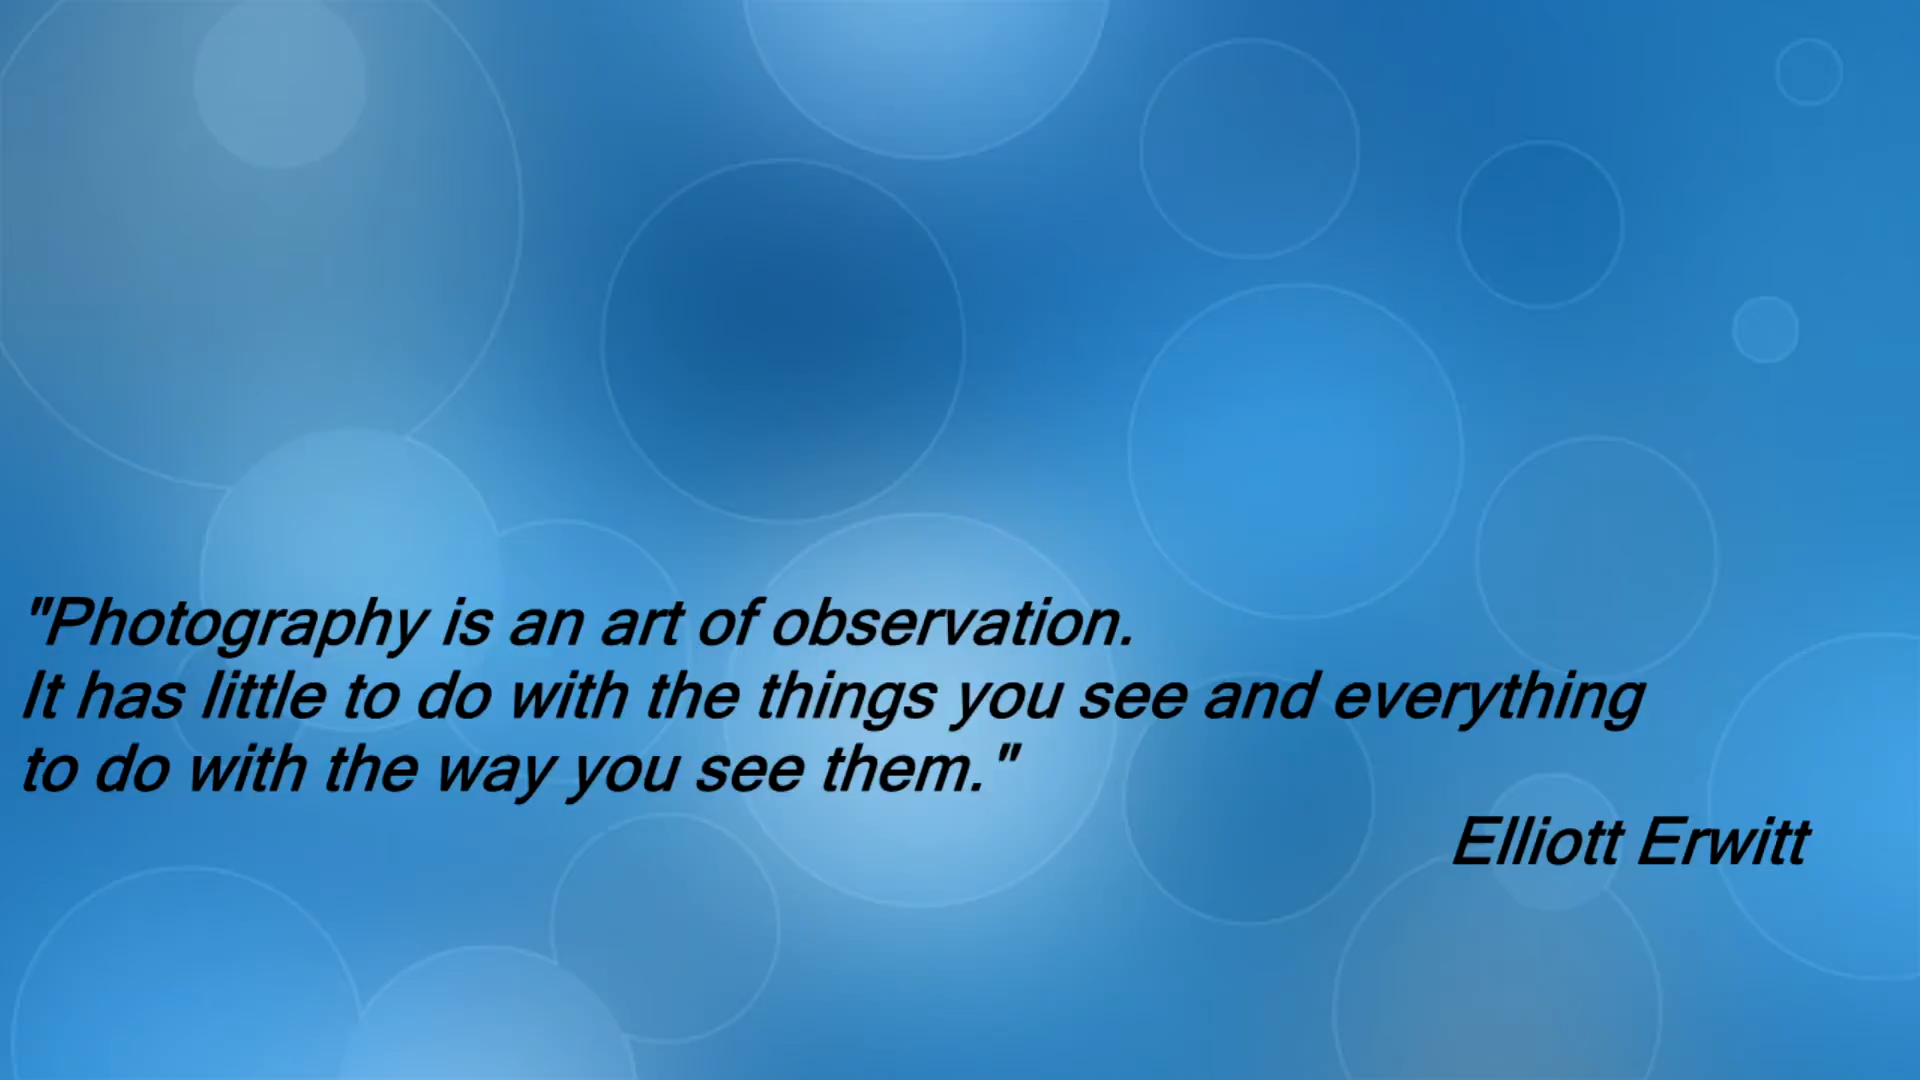 "Photography is an art of observation.
It has little to do with the things you see and everything
to do with the way you see them."
Elliott Erwitt